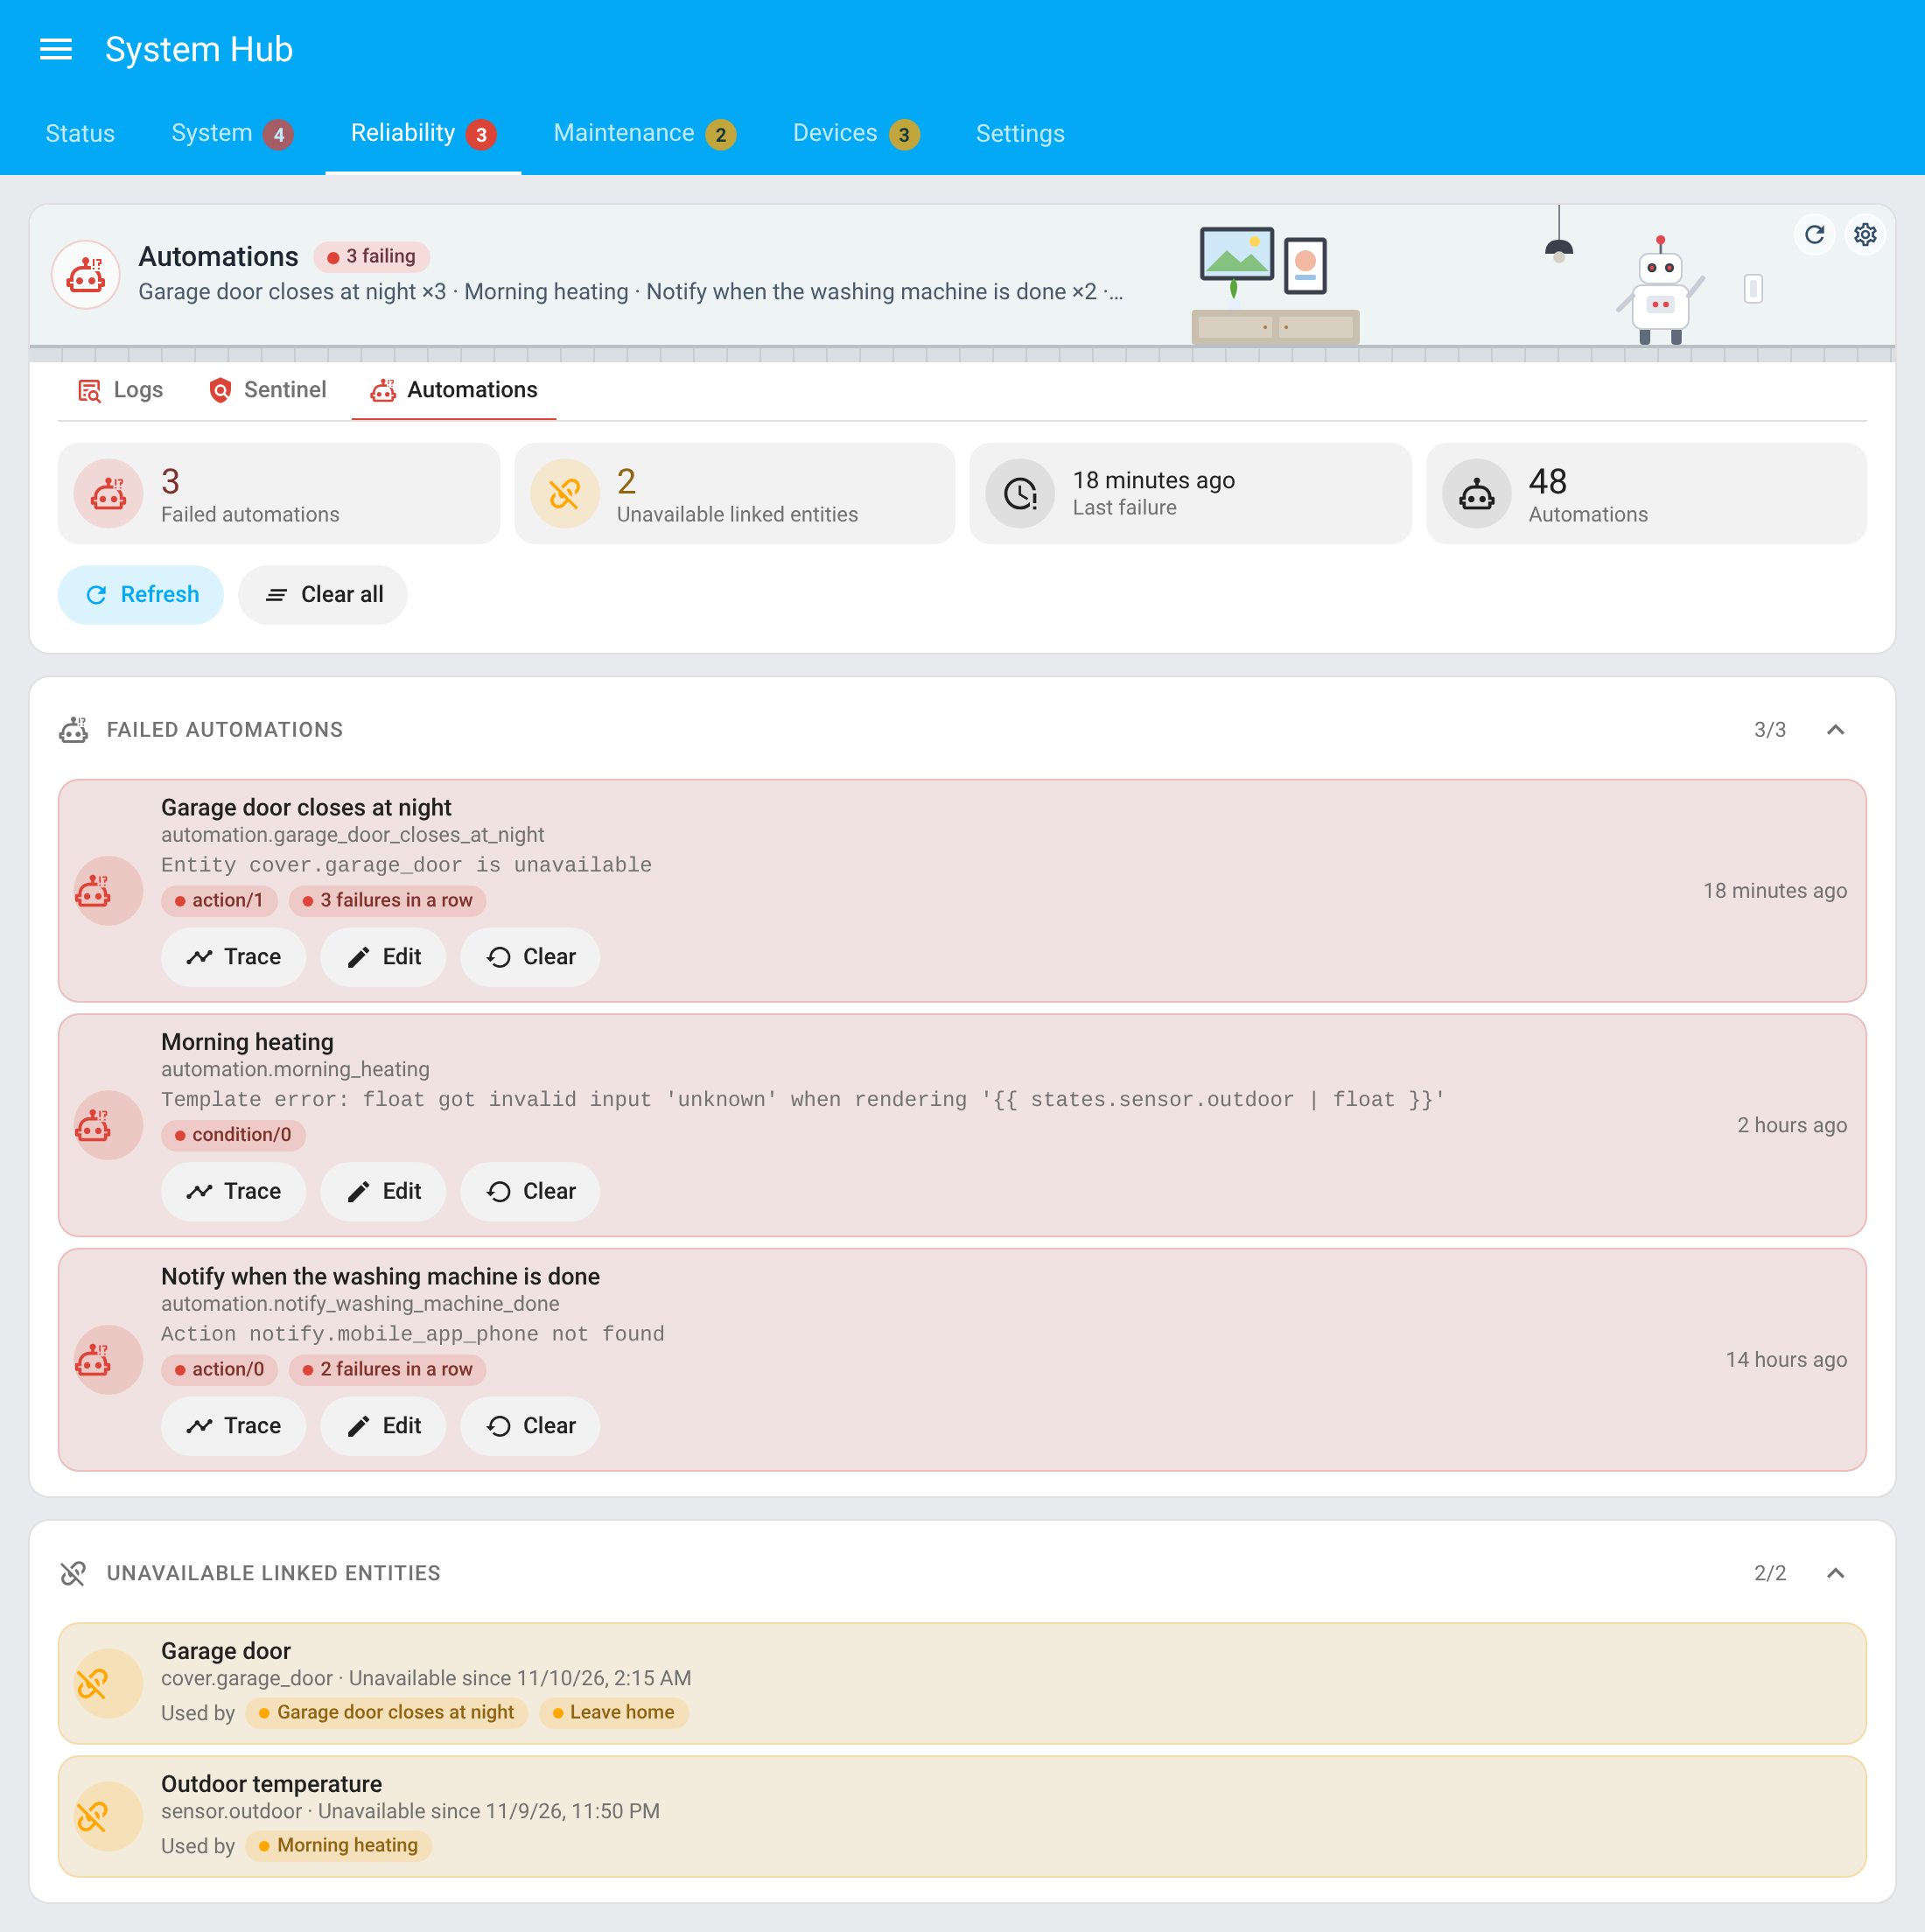 System Hub
Status
System 4
Reliability 3
Maintenance 2
Devices 3
Settings
Automations
3 failing
Garage door closes at night ×3 · Morning heating · Notify when the washing machine is done ×2 ·...
Logs
Sentinel
Automations
3
Failed automations
2
Unavailable linked entities
18 minutes ago
Last failure
48
Automations
Refresh
Clear all
FAILED AUTOMATIONS
3/3
Garage door closes at night
automation.garage_door_closes_at_night
Entity cover.garage_door is unavailable
action/1
3 failures in a row
18 minutes ago
Trace
Edit
Clear
Morning heating
automation.morning_heating
Template error: float got invalid input 'unknown' when rendering '{{ states.sensor.outdoor | float }}'
condition/0
2 hours ago
Trace
Edit
Clear
Notify when the washing machine is done
automation.notify_washing_machine_done
Action notify.mobile_app_phone not found
action/0
2 failures in a row
14 hours ago
Trace
Edit
Clear
UNAVAILABLE LINKED ENTITIES
2/2
Garage door
cover.garage_door · Unavailable since 11/10/26, 2:15 AM
Used by
Garage door closes at night
Leave home
Outdoor temperature
sensor.outdoor · Unavailable since 11/9/26, 11:50 PM
Used by
Morning heating